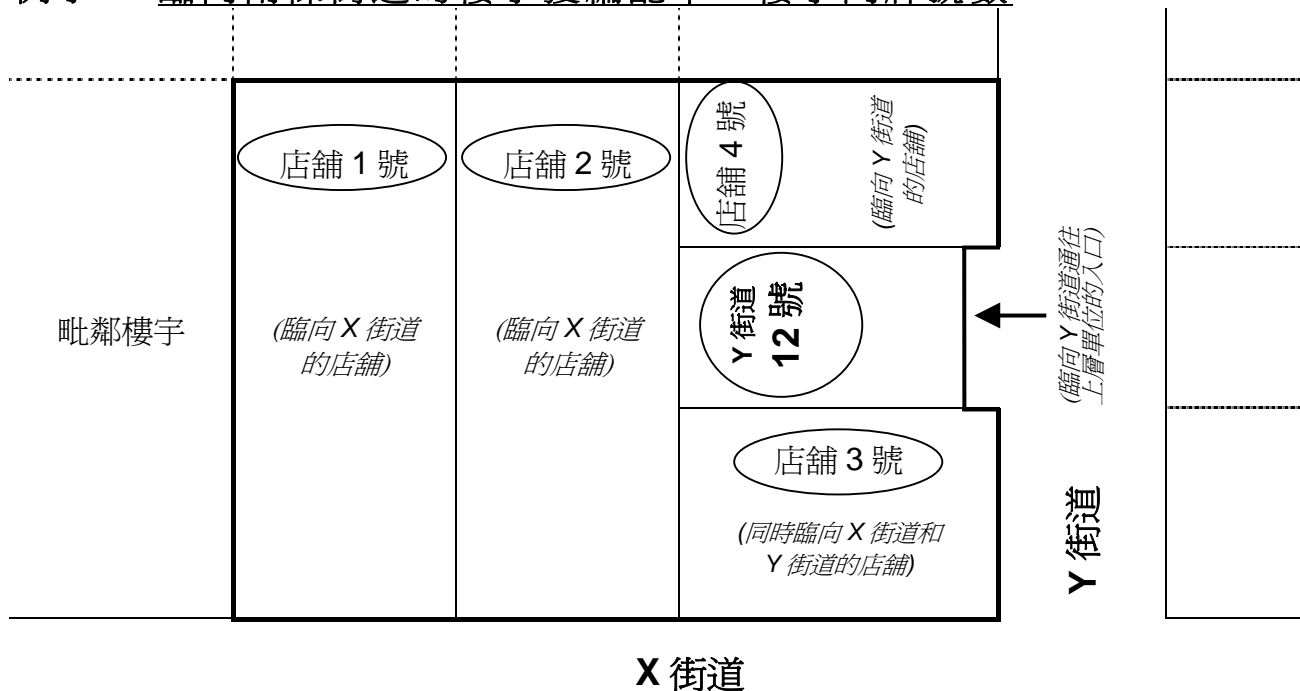 店舖 1 號
店舖 2 號
店舖 4 號
(臨向 Y 街道
的店舖)
毗鄰樓宇
(臨向 X 街道
的店舖)
(臨向 X 街道
的店舖)
Y 街道
12 號
(臨向 Y 街道通往
上層單位的入口)
店舖 3 號
(同時臨向 X 街道和
Y 街道的店舖)
Y 街道
X 街道